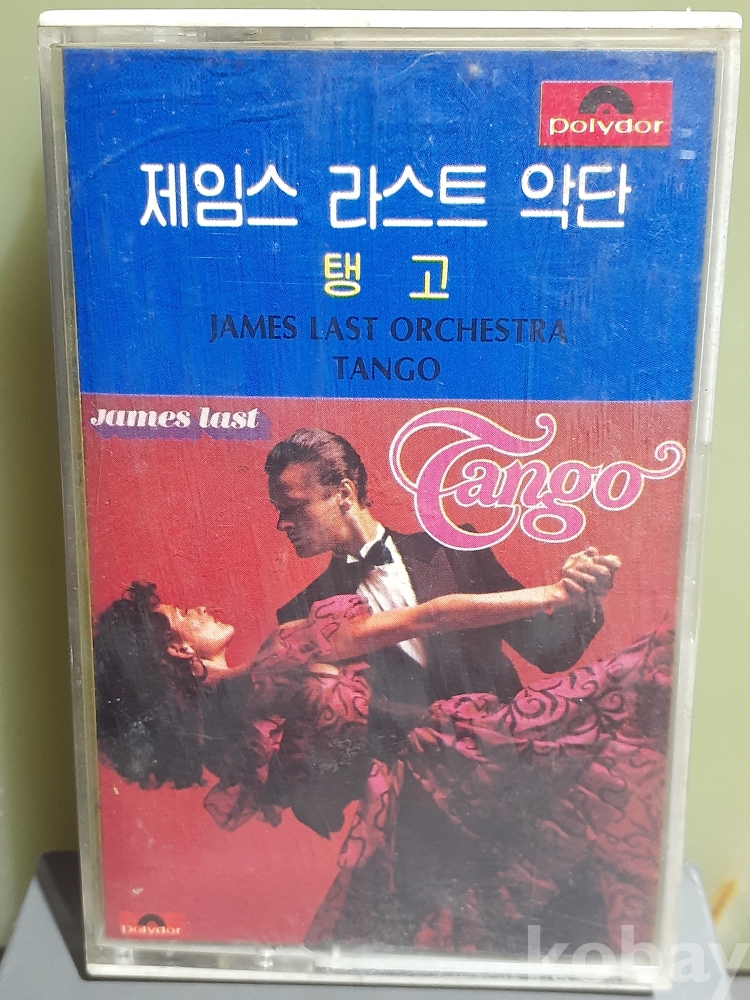 polydor
제임스 라스트 악단
탱 고
JAMES LAST ORCHESTRA
TANGO
james last
Tango
polydor
kobay